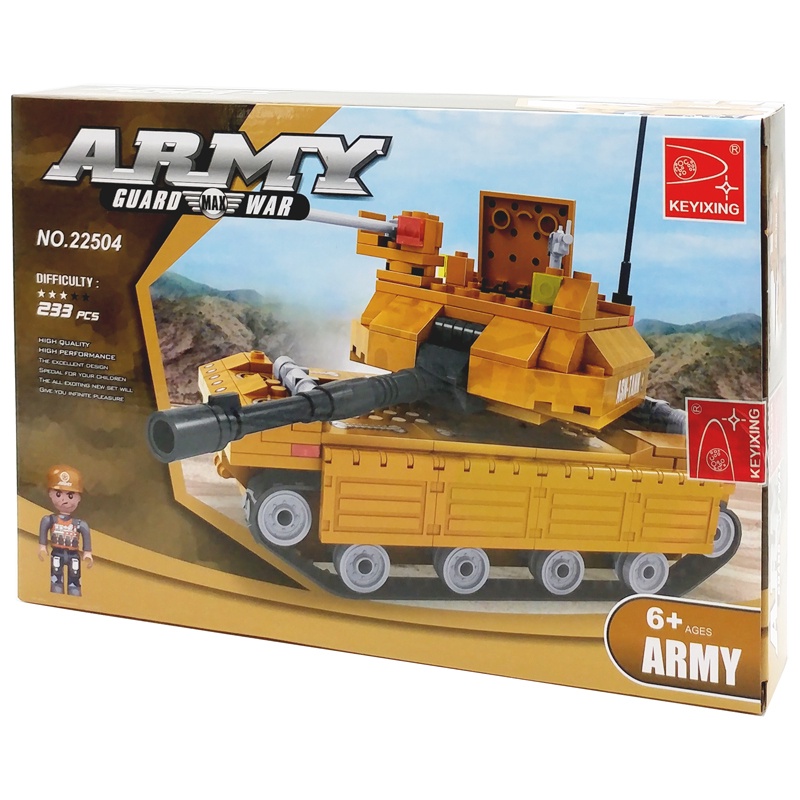 ARMY
GUARD MAX WAR
NO.22504
DIFFICULTY :
233 PCS
HIGH QUALITY
HIGH PERFORMANCE
THE EXCELLENT DESIGN
SPECIAL FOR YOUR CHILDREN
THE ALL EXCITING NEW SET WILL
GIVE YOU INFINITE PLEASURE
®
KEYIXING
® KEYIXING
6+ AGES
ARMY